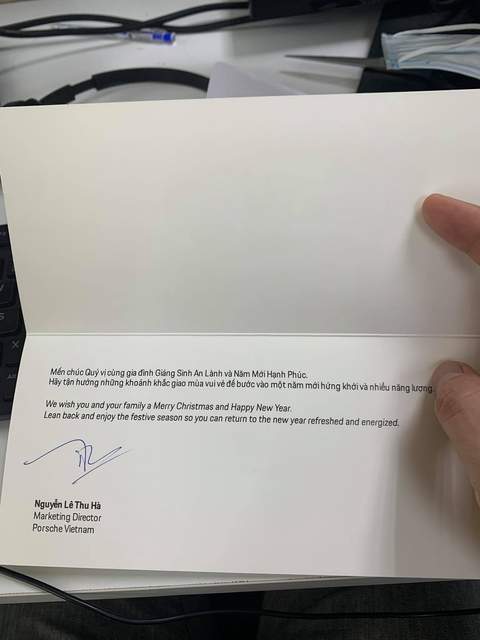 Mến chúc Quý vị cùng gia đình Giáng Sinh An Lành và Năm Mới Hạnh Phúc.
Hãy tận hưởng những khoảnh khắc giao mùa vui vẻ để bước vào một năm mới hứng khởi và nhiều năng lượng.
We wish you and your family a Merry Christmas and Happy New Year.
Lean back and enjoy the festive season so you can return to the new year refreshed and energized.
Nguyễn Lê Thu Hà
Marketing Director
Porsche Vietnam